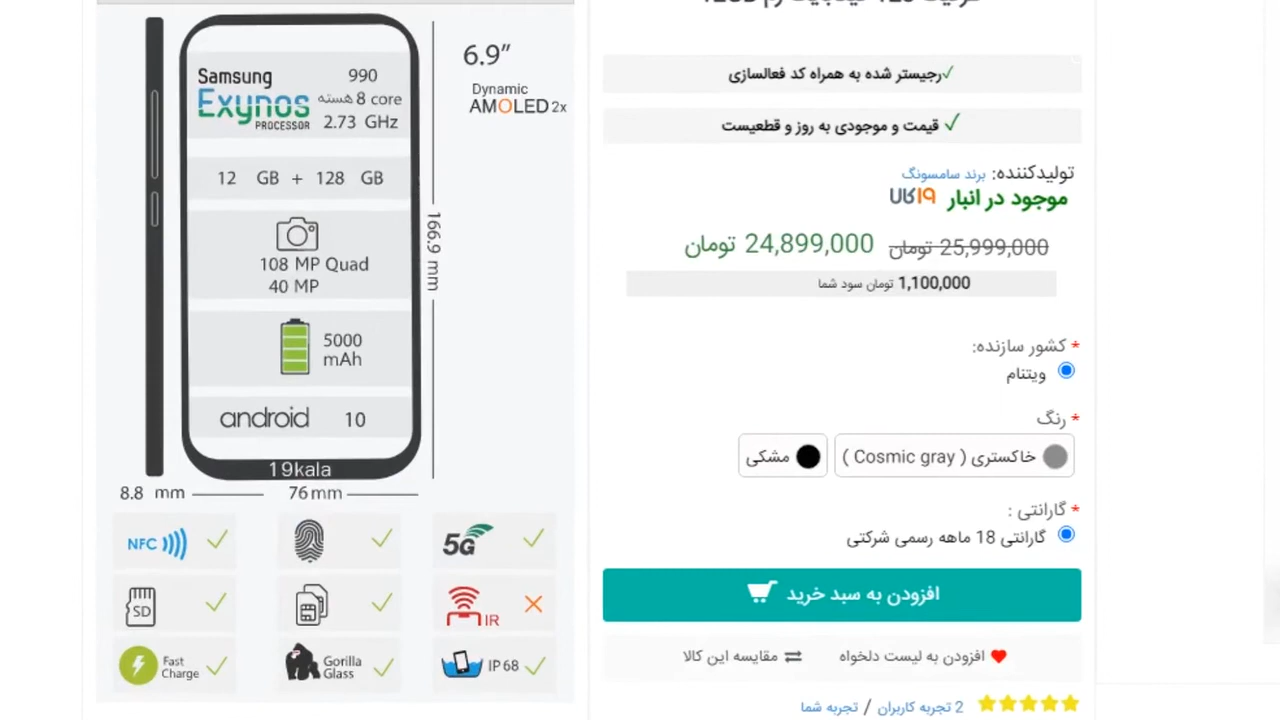 6.9”
Dynamic
AMOLED 2x
Samsung
Exynos
PROCESSOR
990
8 core هسته
2.73 GHz
12 GB + 128 GB
108 MP Quad
40 MP
5000
mAh
android 10
19kala
166.9 mm
8.8 mm
76 mm
NFC
5G
SD
IR
Fast
Charge
Gorilla
Glass
IP 68
رجیستر شده به همراه کد فعالسازی
قیمت و موجودی به روز و قطعیست
تولیدکننده: برند سامسونگ
موجود در انبار ۱۹کالا
25,999,000 تومان 24,899,000 تومان
1,100,000 تومان سود شما
* کشور سازنده:
ویتنام
* رنگ
خاکستری ( Cosmic gray )
مشکی
* گارانتی :
گارانتی 18 ماهه رسمی شرکتی
افزودن به سبد خرید
افزودن به لیست دلخواه
مقایسه این کالا
2 تجربه کاربران / تجربه شما